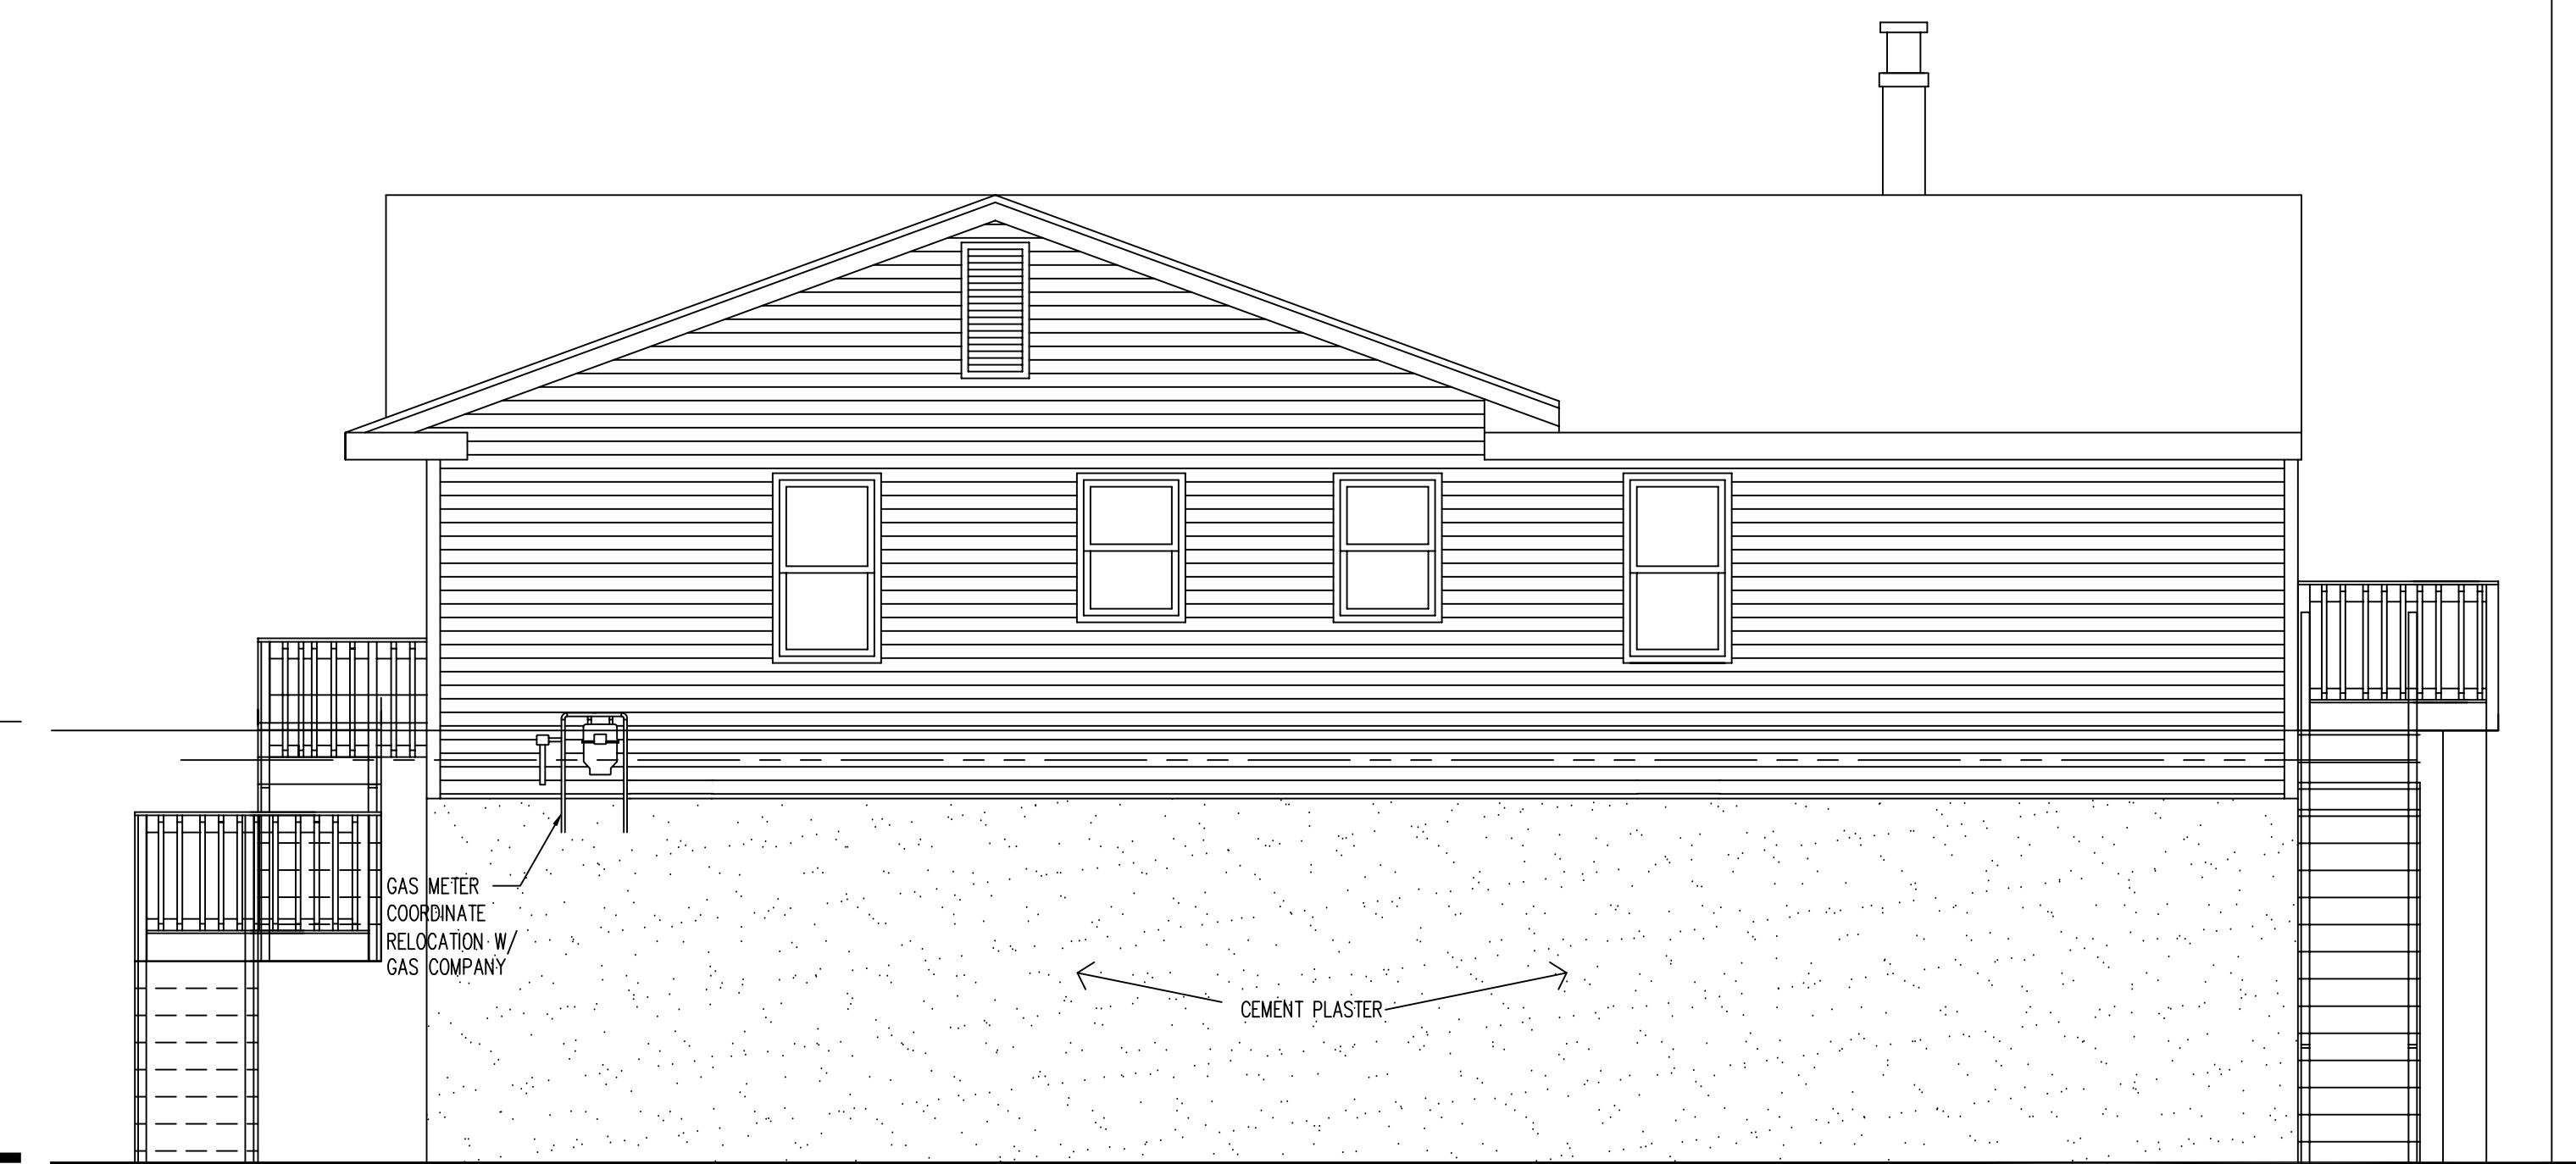 GAS METER
COORDINATE
RELOCATION W/
GAS COMPANY
CEMENT PLASTER